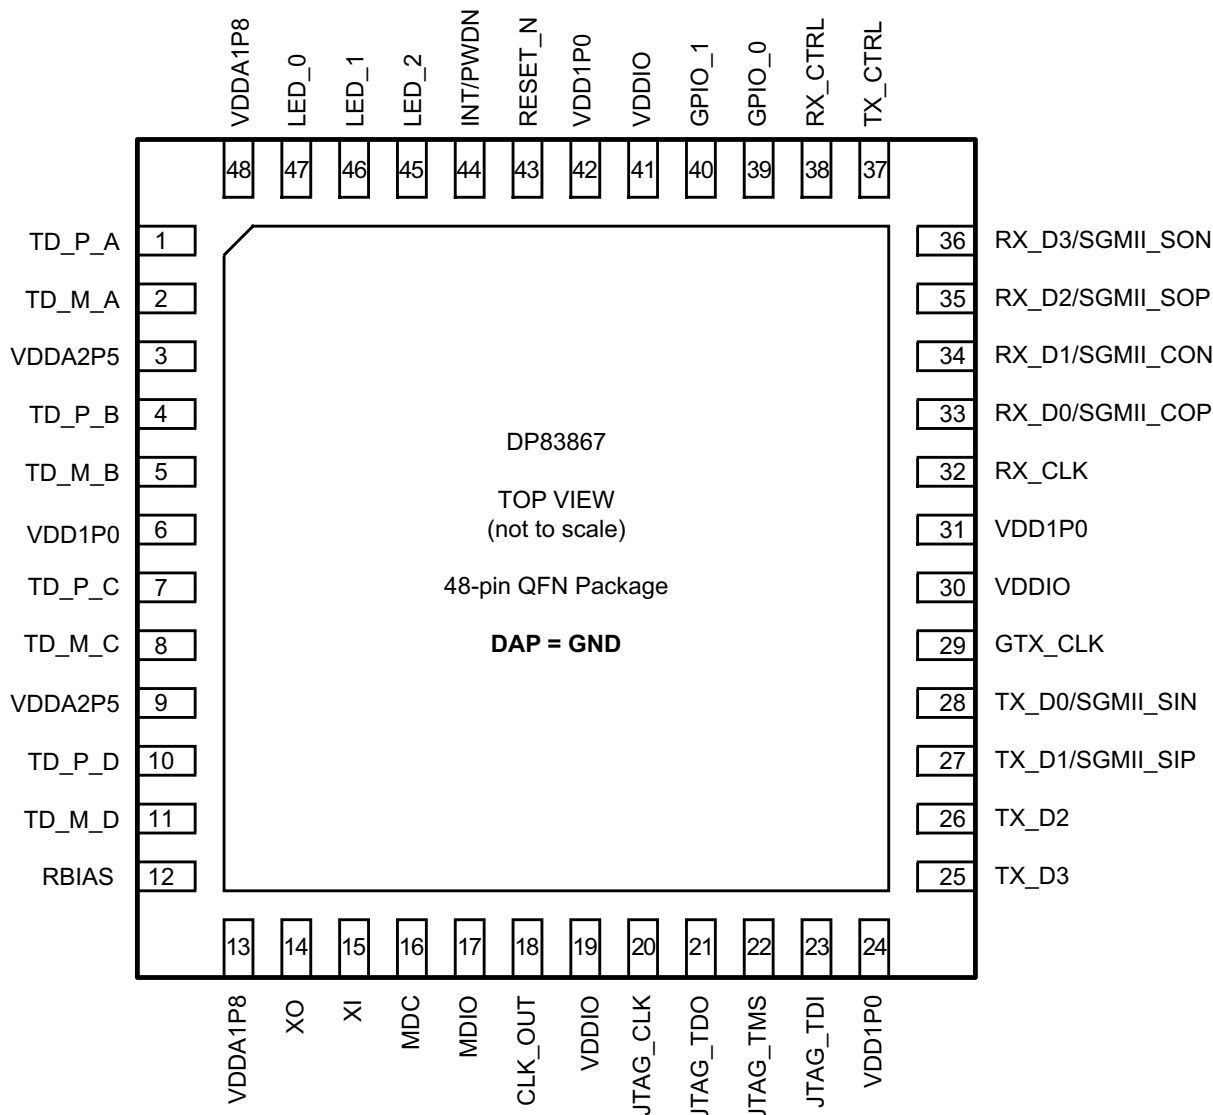 VDDA1P8
LED_0
LED_1
LED_2
INT/PWDN
RESET_N
VDD1P0
VDDIO
GPIO_1
GPIO_0
RX_CTRL
TX_CTRL
48
47
46
45
44
43
42
41
40
39
38
37
TD_P_A 1
TD_M_A 2
VDDA2P5 3
TD_P_B 4
TD_M_B 5
VDD1P0 6
TD_P_C 7
TD_M_C 8
VDDA2P5 9
TD_P_D 10
TD_M_D 11
RBIAS 12
DP83867
TOP VIEW
(not to scale)
48-pin QFN Package
DAP = GND
36 RX_D3/SGMII_SON
35 RX_D2/SGMII_SOP
34 RX_D1/SGMII_CON
33 RX_D0/SGMII_COP
32 RX_CLK
31 VDD1P0
30 VDDIO
29 GTX_CLK
28 TX_D0/SGMII_SIN
27 TX_D1/SGMII_SIP
26 TX_D2
25 TX_D3
13
14
15
16
17
18
19
20
21
22
23
24
VDDA1P8
XO
XI
MDC
MDIO
CLK_OUT
VDDIO
JTAG_CLK
JTAG_TDO
JTAG_TMS
JTAG_TDI
VDD1P0